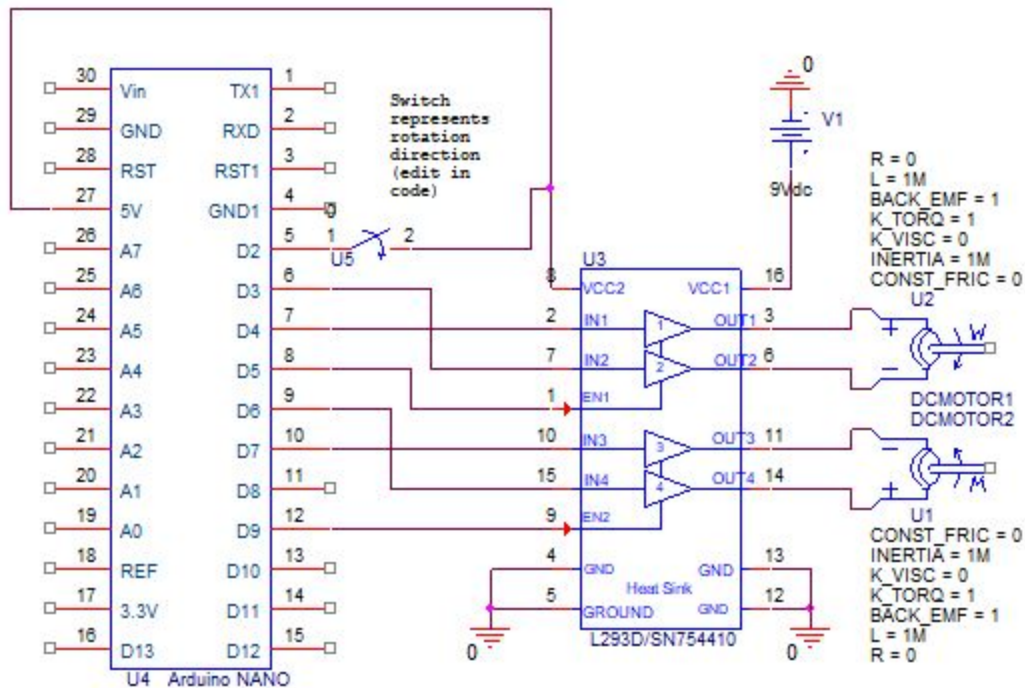 30 Vin TX1 1
29 GND RXD 2
28 RST RST1 3
27 5V GND1 4 0
26 A7 D2 5 1 2
U5
25 A6 D3 6
24 A5 D4 7
23 A4 D5 8
22 A3 D6 9
21 A2 D7 10
20 A1 D8 11
19 A0 D9 12
18 REF D10 13
17 3.3V D11 14
16 D13 D12 15
U4 Arduino NANO
Switch
represents
rotation
direction
(edit in
code)
0
V1
9Vdc
U3
8 VCC2 VCC1 16
2 IN1 1 OUT1 3
7 IN2 2 OUT2 6
1 EN1
10 IN3 3 OUT3 11
15 IN4 4 OUT4 14
9 EN2
4 GND GND 13
Heat Sink
5 GROUND GND 12
L293D/SN754410
0
0
R = 0
L = 1M
BACK_EMF = 1
K_TORQ = 1
K_VISC = 0
INERTIA = 1M
CONST_FRIC = 0
U2
+ W
−
DCMOTOR1
DCMOTOR2
−
+ W
U1
CONST_FRIC = 0
INERTIA = 1M
K_VISC = 0
K_TORQ = 1
BACK_EMF = 1
L = 1M
R = 0